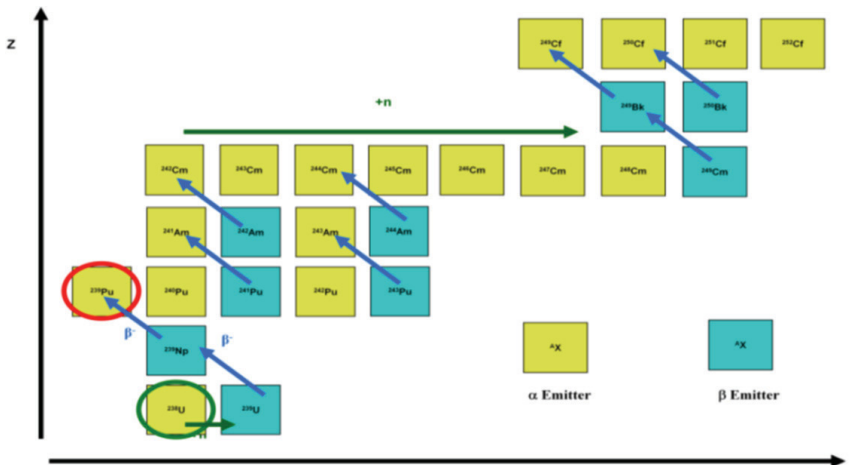 Z
²⁴⁹Cf ²⁵⁰Cf ²⁵¹Cf ²⁵²Cf
+n
²⁴⁹Bk ²⁵⁰Bk
²⁴²Cm ²⁴³Cm ²⁴⁴Cm ²⁴⁵Cm ²⁴⁶Cm ²⁴⁷Cm ²⁴⁸Cm ²⁴⁹Cm
²⁴¹Am ²⁴²Am ²⁴³Am ²⁴⁴Am
²³⁹Pu ²⁴⁰Pu ²⁴¹Pu ²⁴²Pu ²⁴³Pu
β⁻ ²³⁹Np β⁻
ᴬX ᴬX
α Emitter β Emitter
²³⁸U ²³⁹U